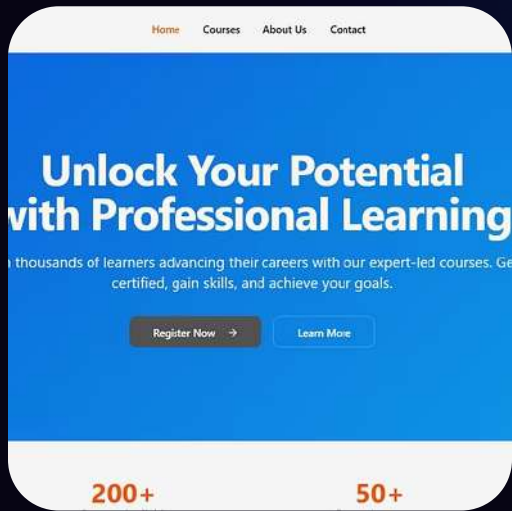 Home Courses About Us Contact
Unlock Your Potential
with Professional Learning
thousands of learners advancing their careers with our expert-led courses.
certified, gain skills, and achieve your goals.
Register Now → Learn More
200+ 50+